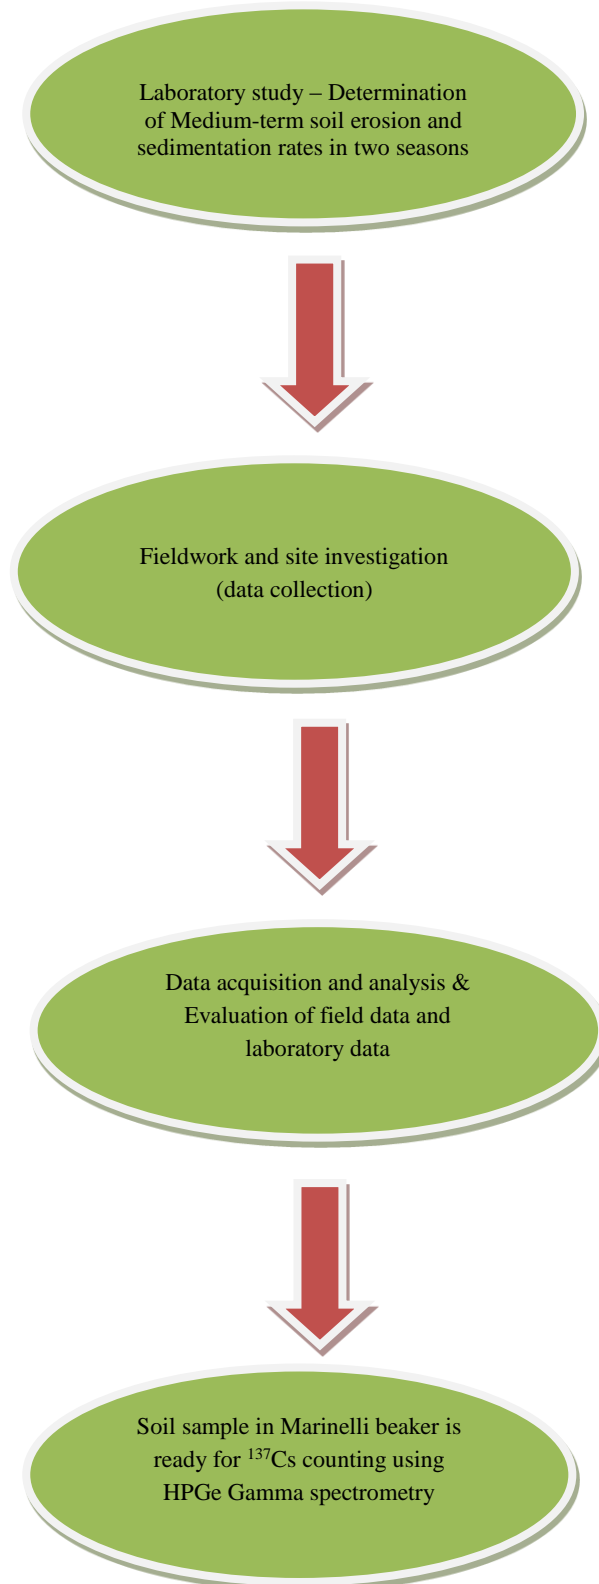 Laboratory study – Determination
of Medium-term soil erosion and
sedimentation rates in two seasons
Fieldwork and site investigation
(data collection)
Data acquisition and analysis &
Evaluation of field data and
laboratory data
Soil sample in Marinelli beaker is
ready for ¹³⁷Cs counting using
HPGe Gamma spectrometry